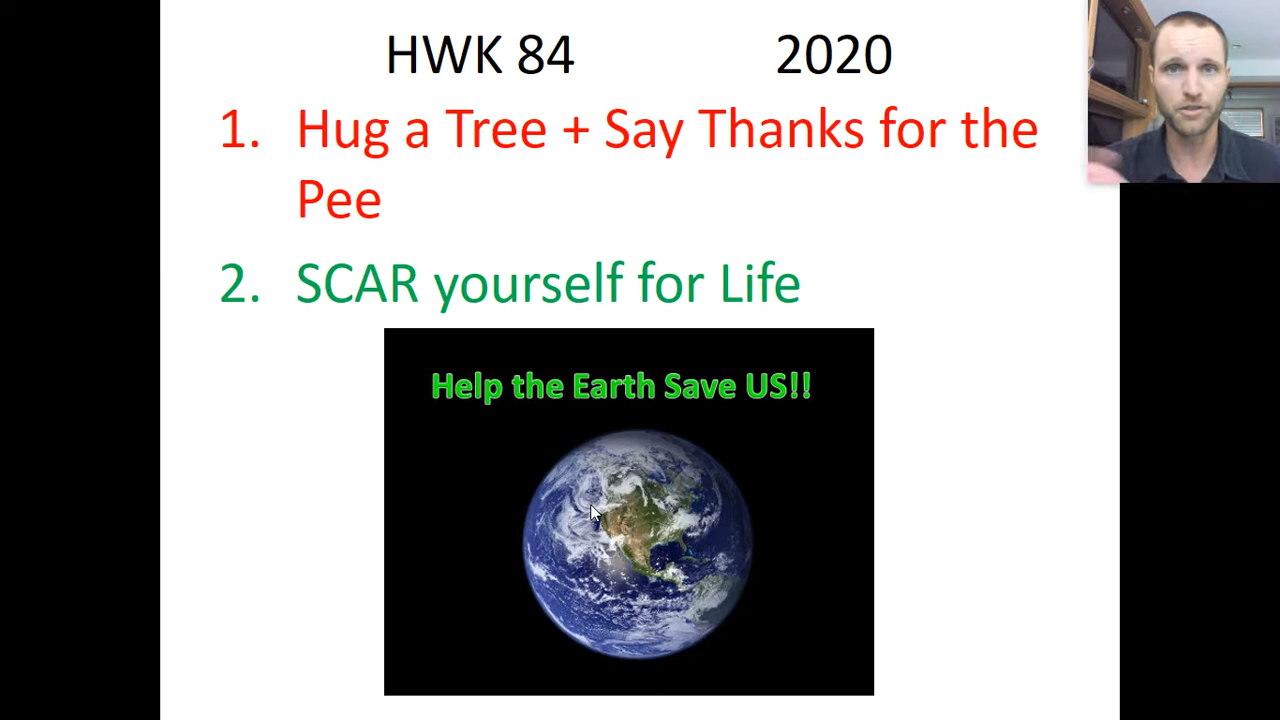 HWK 84 2020
1. Hug a Tree + Say Thanks for the
Pee
2. SCAR yourself for Life
Help the Earth Save US!!